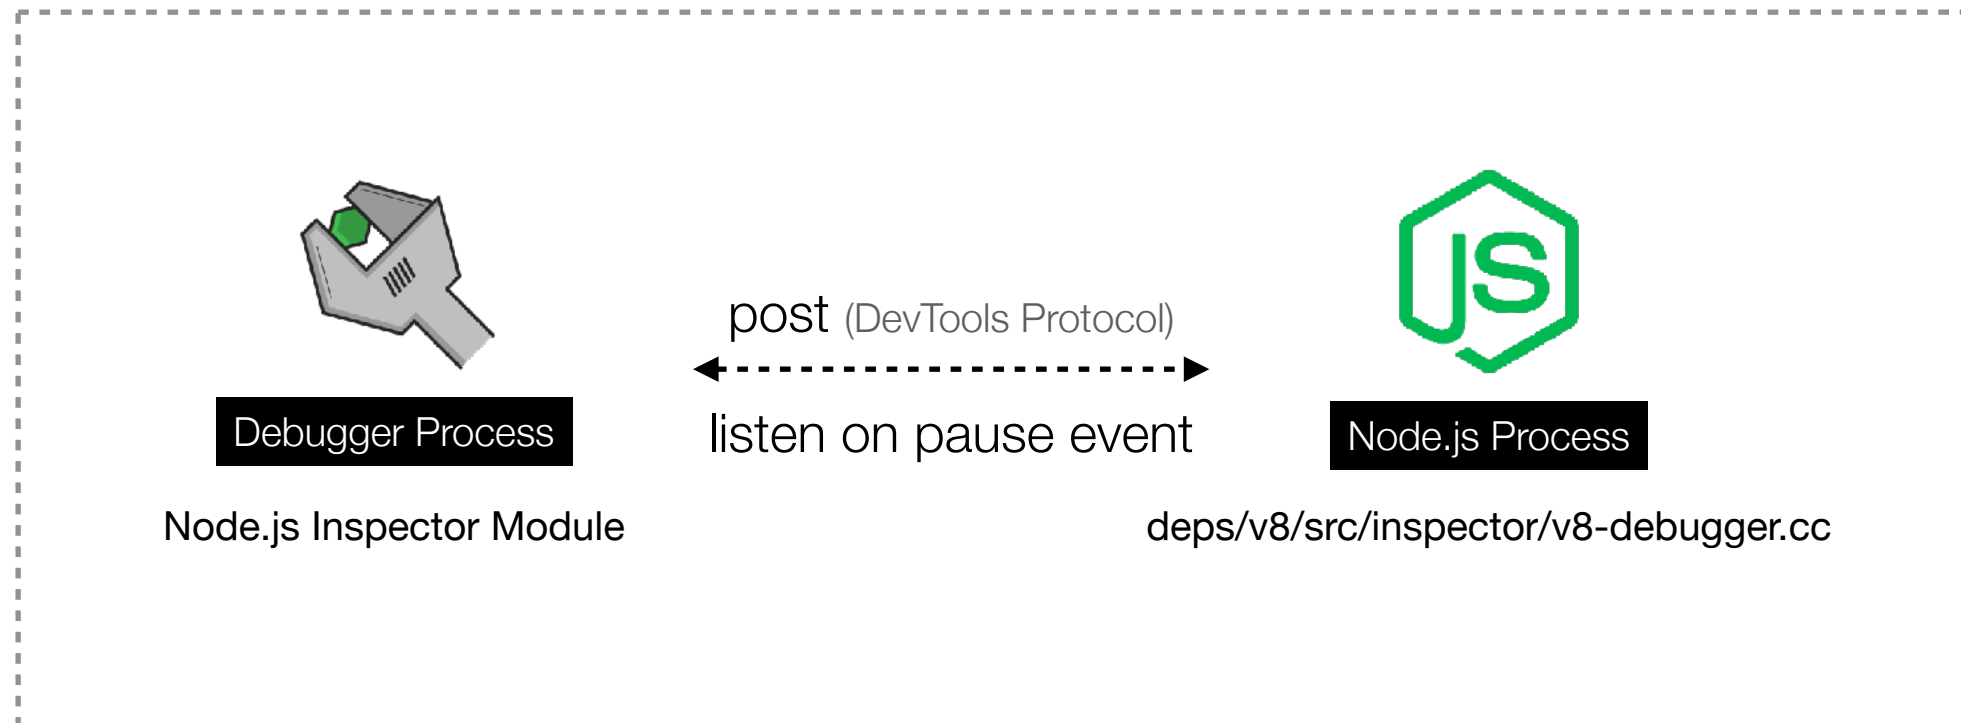 JS
post (DevTools Protocol)
Debugger Process
listen on pause event
Node.js Process
Node.js Inspector Module
deps/v8/src/inspector/v8-debugger.cc